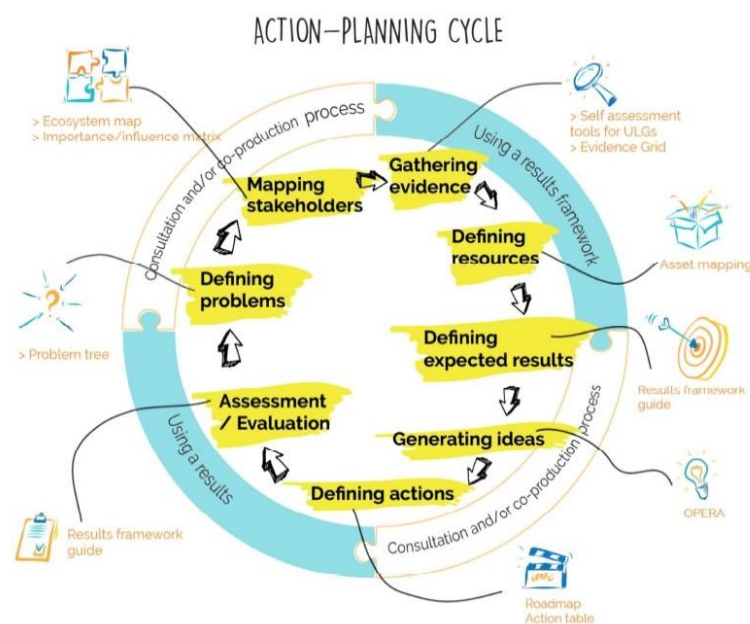 ACTION-PLANNING CYCLE
> Ecosystem map
> Importance/influence matrix
Consultation and/or co-production process
Using a results framework
> Self assessment
tools for ULGs
> Evidence Grid
Mapping
stakeholders
Gathering
evidence
Defining
resources
Asset mapping
Defining
problems
> Problem tree
Defining
expected results
Results framework
guide
Assessment
/ Evaluation
Generating ideas
OPERA
Defining actions
Using a results
Consultation and/or co-production process
Results framework
guide
Roadmap
Action table